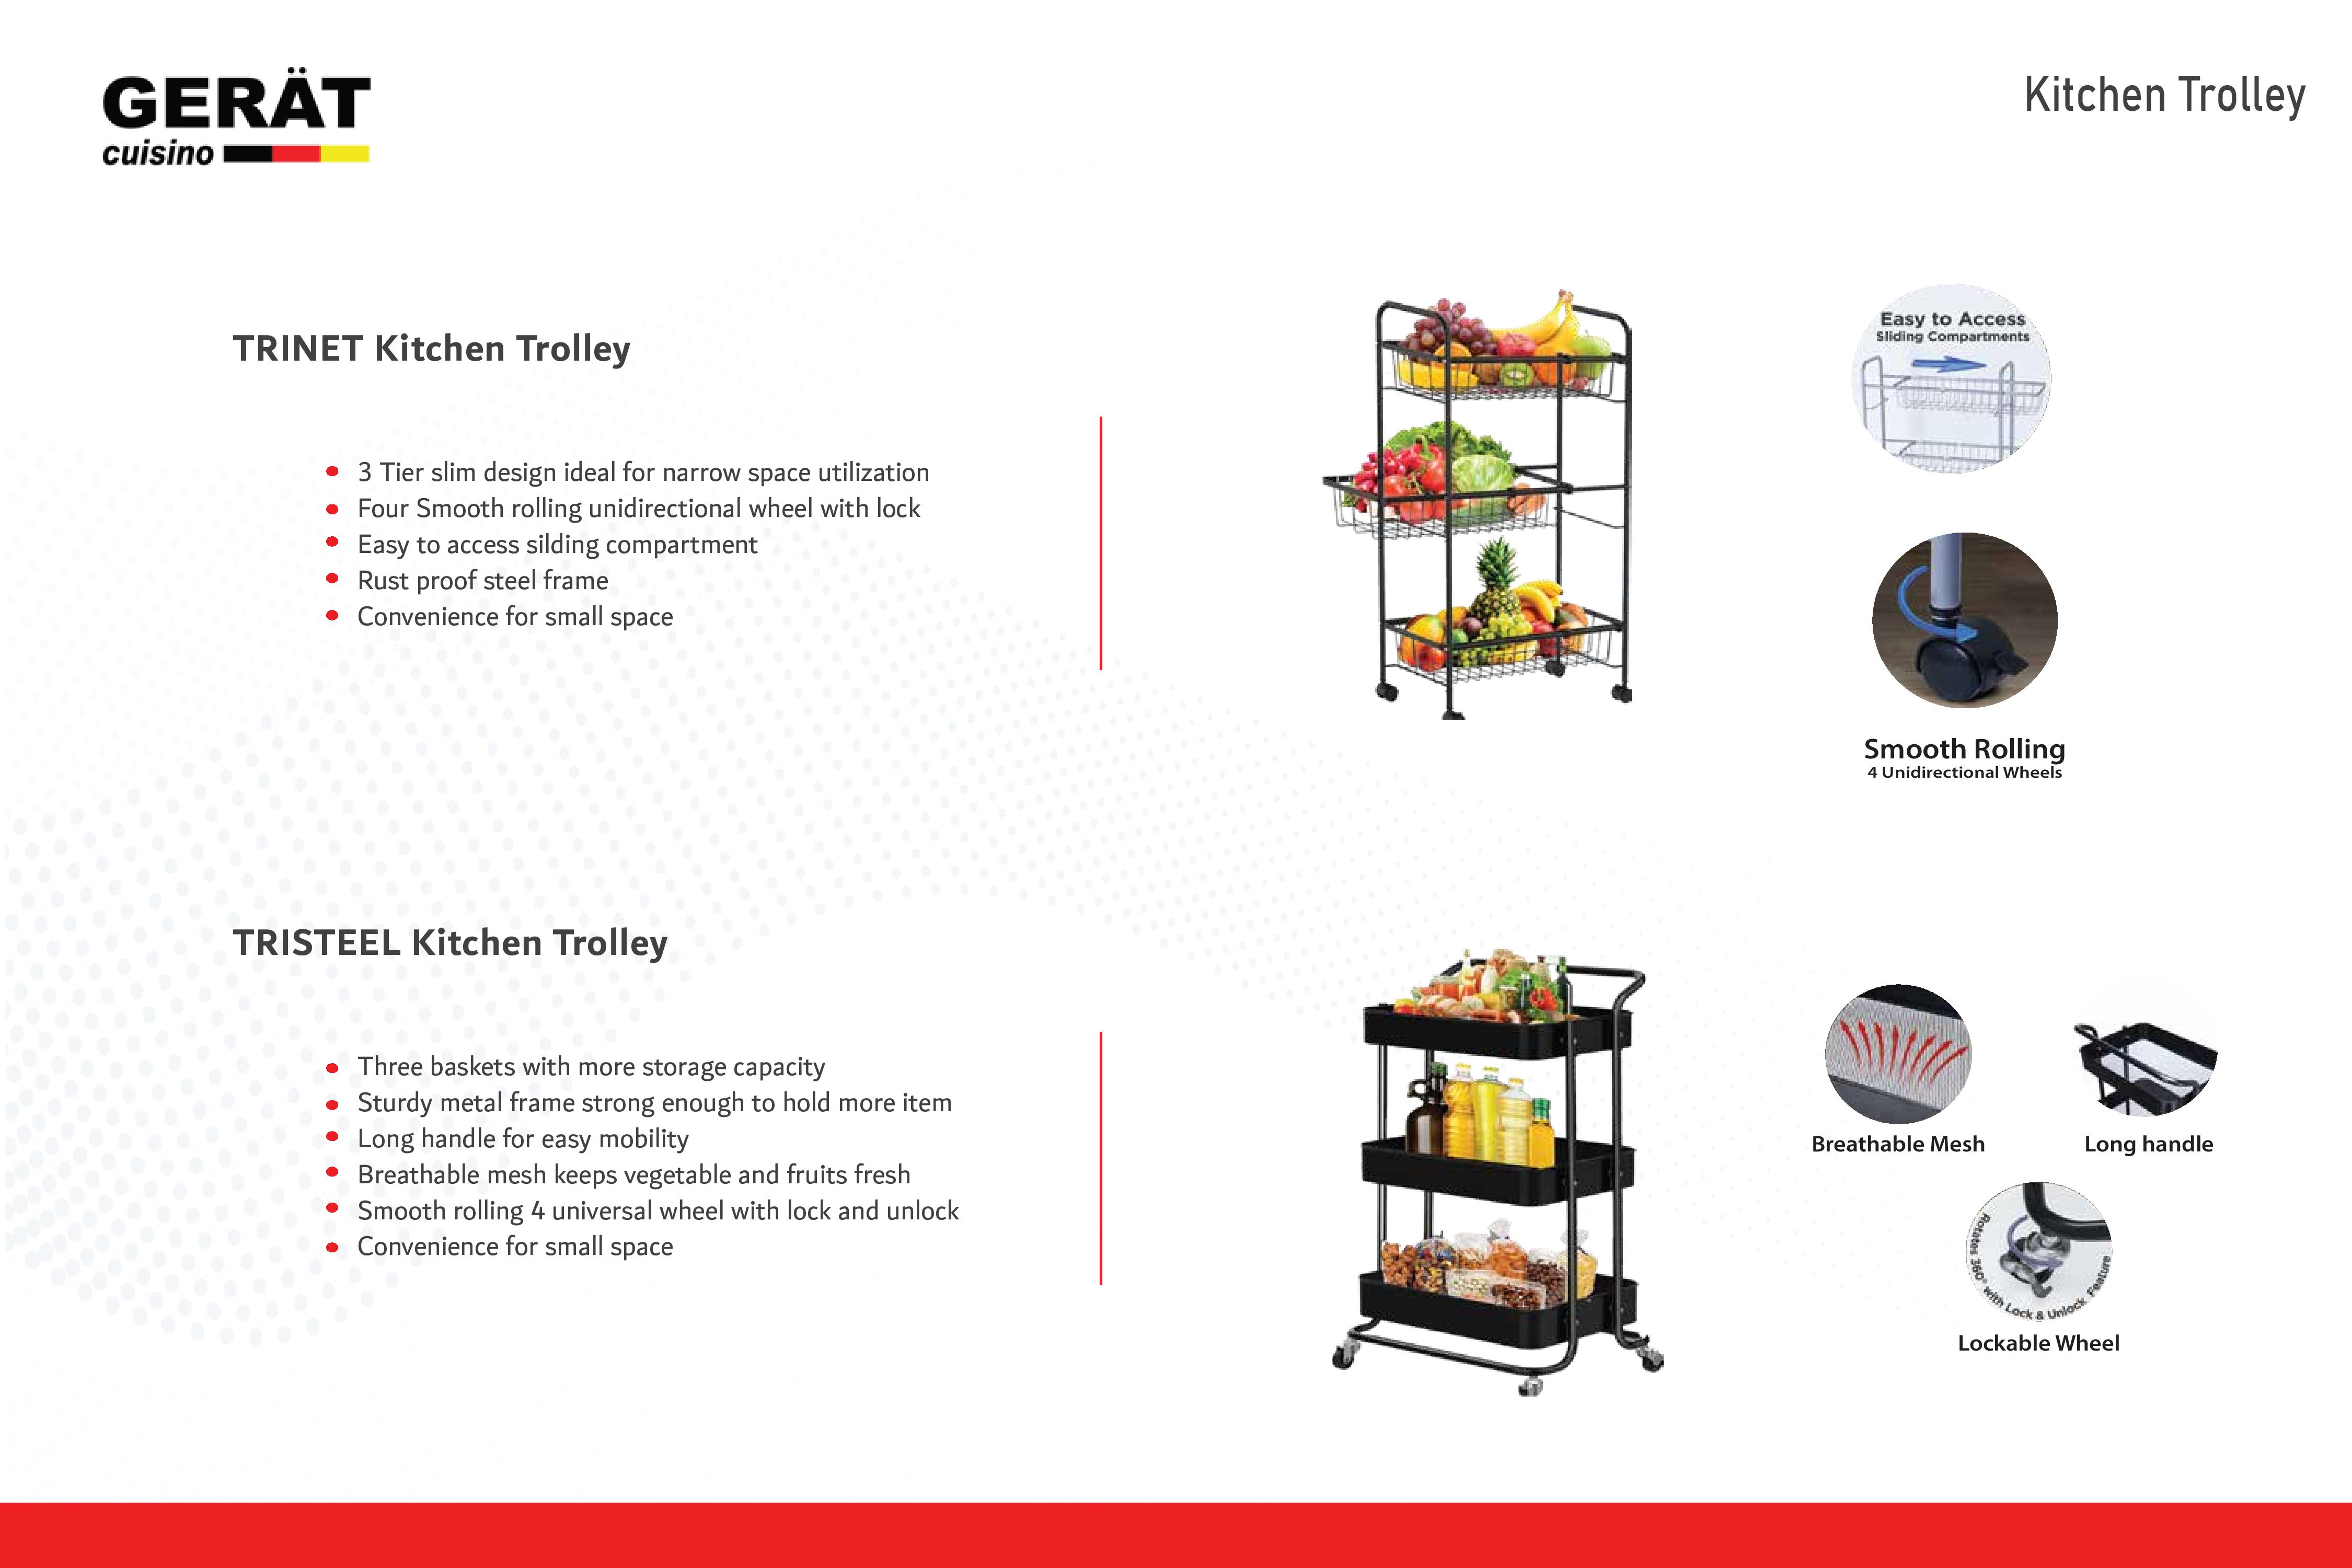 GERÄT
cuisino
Kitchen Trolley
TRINET Kitchen Trolley
3 Tier slim design ideal for narrow space utilization
Four Smooth rolling unidirectional wheel with lock
Easy to access silding compartment
Rust proof steel frame
Convenience for small space
Easy to Access
Sliding Compartments
Smooth Rolling
4 Unidirectional Wheels
TRISTEEL Kitchen Trolley
Three baskets with more storage capacity
Sturdy metal frame strong enough to hold more item
Long handle for easy mobility
Breathable mesh keeps vegetable and fruits fresh
Smooth rolling 4 universal wheel with lock and unlock
Convenience for small space
Breathable Mesh
Long handle
Rotates 360° with Lock & Unlock Feature
Lockable Wheel